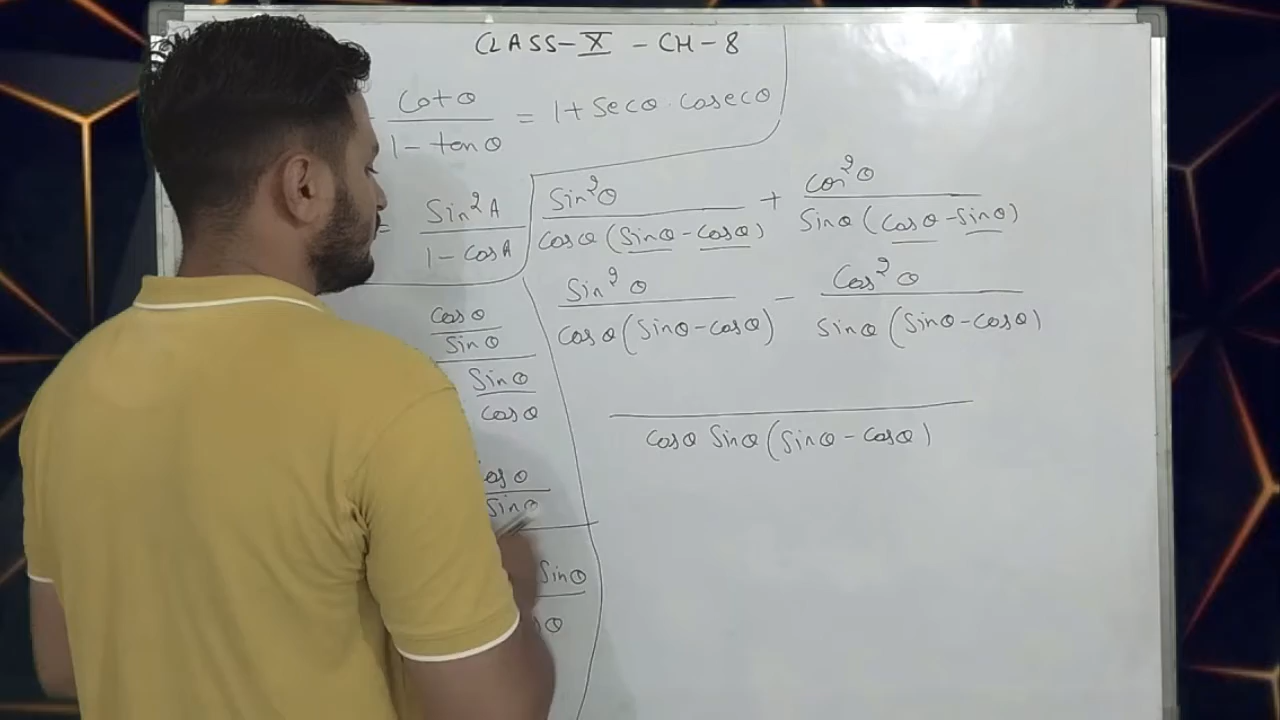 CLASS-X - CH-8
cotθ / 1 - tanθ = 1 + secθ · cosecθ
= Sin²A / 1 - cosA
Sin²θ / cosθ (Sinθ - cosθ) + cos²θ / Sinθ (cosθ - Sinθ)
Sin²θ / cosθ (Sinθ - cosθ) - cos²θ / Sinθ (Sinθ - cosθ)
cosθ / Sinθ
Sinθ / cosθ
cosθ Sinθ (Sinθ - cosθ)
Sinθ
Sinθ
θ